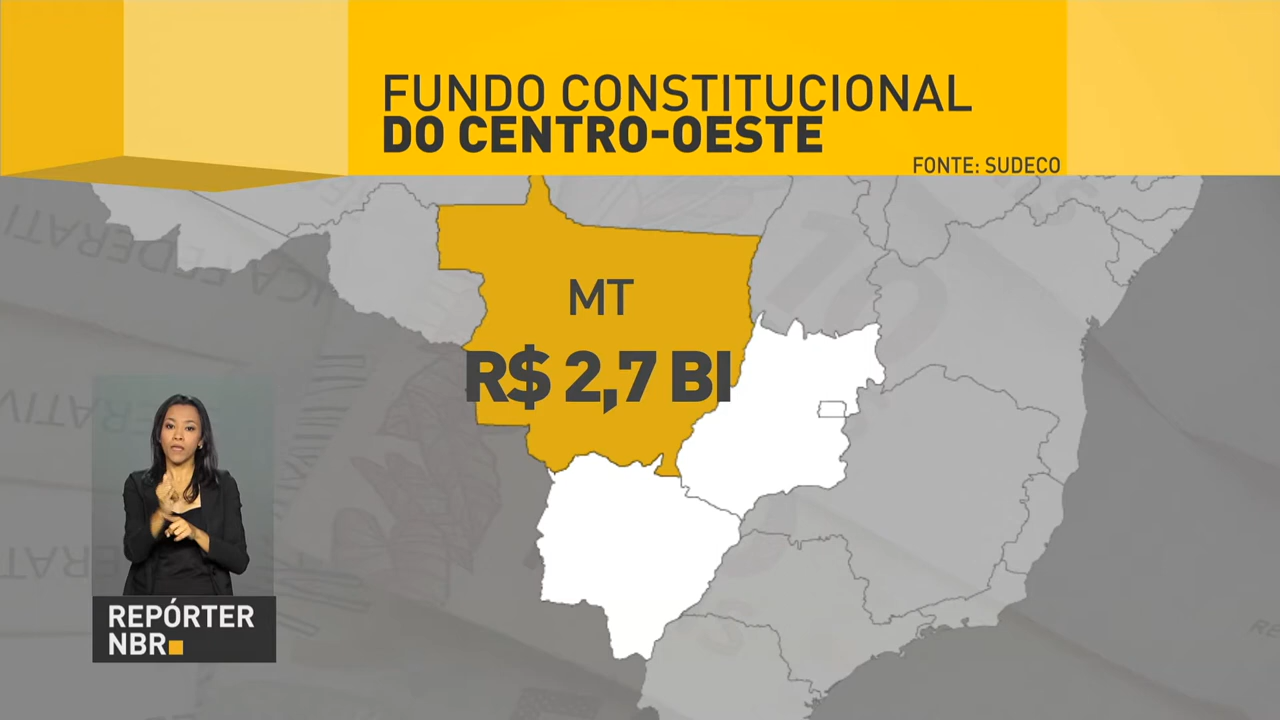 FUNDO CONSTITUCIONAL
DO CENTRO-OESTE
FONTE: SUDECO
MT
R$ 2,7 BI
REPÓRTER
NBR